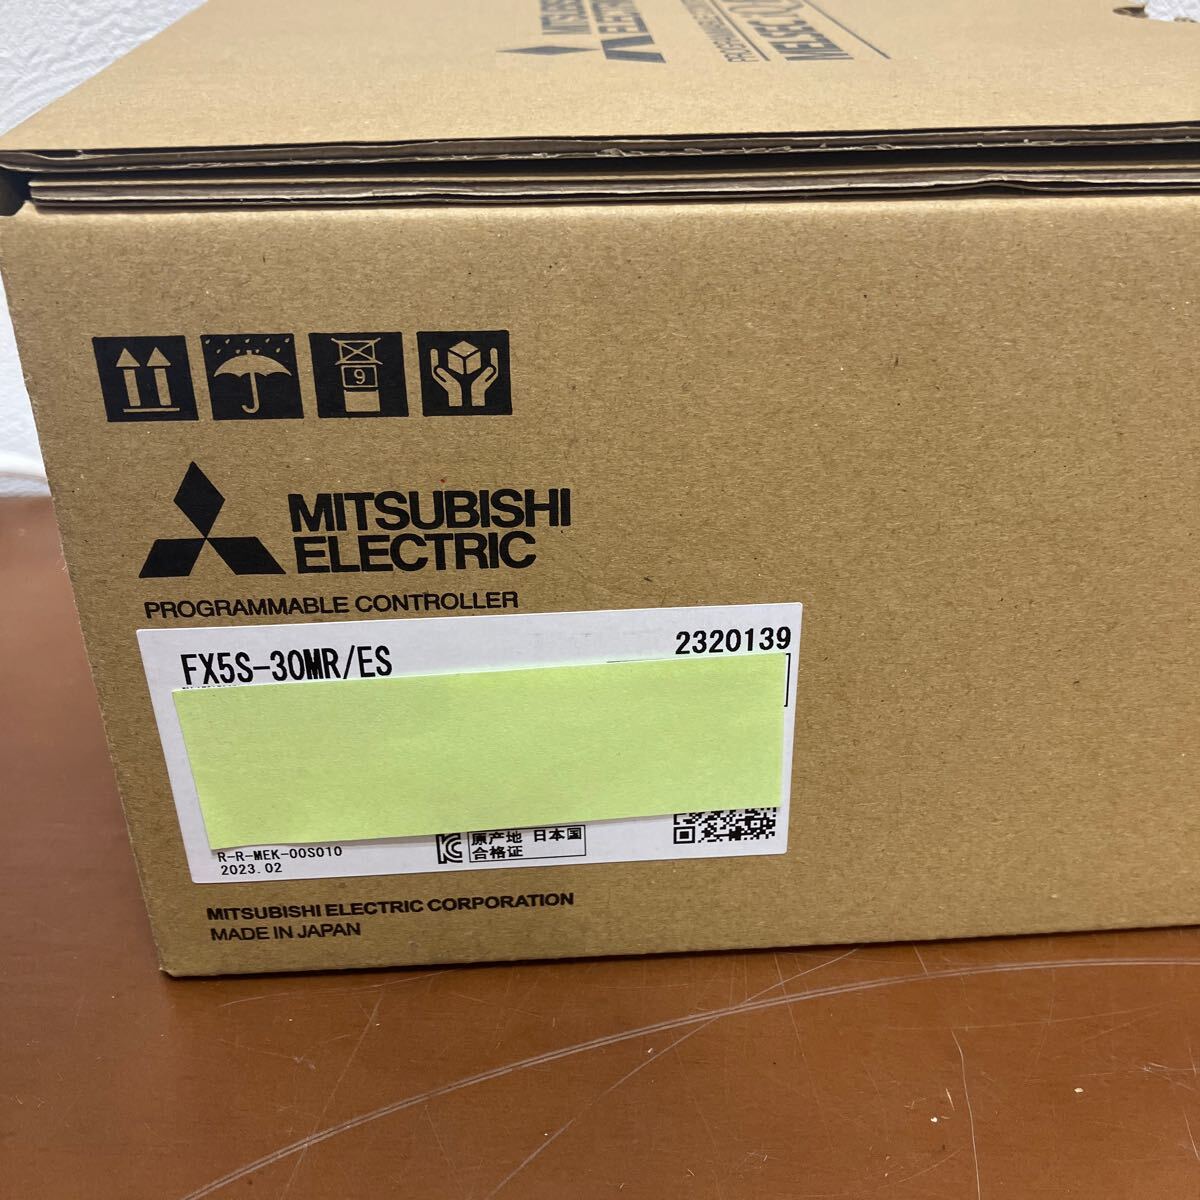 MITSUBISHI
ELECTRIC
PROGRAMMABLE CONTROLLER
FX5S-30MR/ES
2320139
R-R-MEK-00S010
2023.02
原产地 日本国
合格证
MITSUBISHI ELECTRIC CORPORATION
MADE IN JAPAN
9